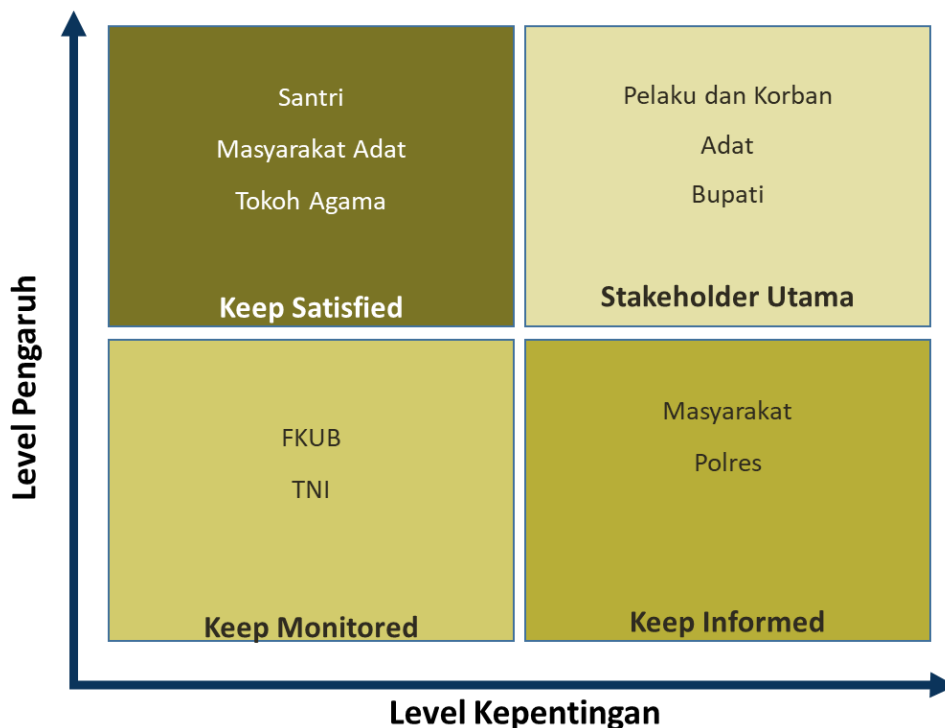 Level Pengaruh
Santri
Masyarakat Adat
Tokoh Agama
Keep Satisfied
Pelaku dan Korban
Adat
Bupati
Stakeholder Utama
FKUB
TNI
Keep Monitored
Masyarakat
Polres
Keep Informed
Level Kepentingan